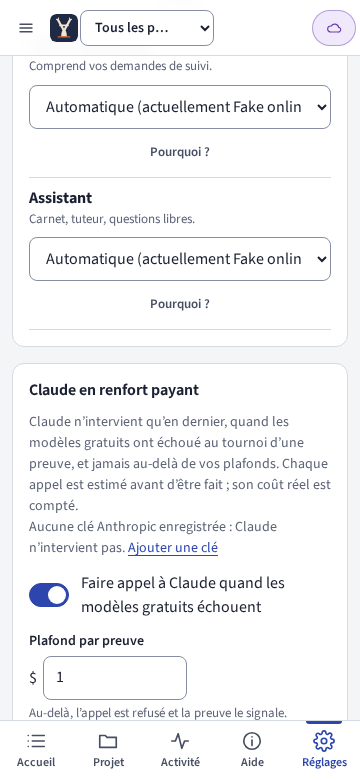 Tous les p…
Comprend vos demandes de suivi.
Automatique (actuellement Fake onlin
Pourquoi ?
Assistant
Carnet, tuteur, questions libres.
Automatique (actuellement Fake onlin
Pourquoi ?
Claude en renfort payant
Claude n’intervient qu’en dernier, quand les
modèles gratuits ont échoué au tournoi d’une
preuve, et jamais au-delà de vos plafonds. Chaque
appel est estimé avant d’être fait ; son coût réel est
compté.
Aucune clé Anthropic enregistrée : Claude
n’intervient pas. Ajouter une clé
Faire appel à Claude quand les
modèles gratuits échouent
Plafond par preuve
$ 1
Au-delà, l’appel est refusé et la preuve le signale.
Accueil Projet Activité Aide Réglages